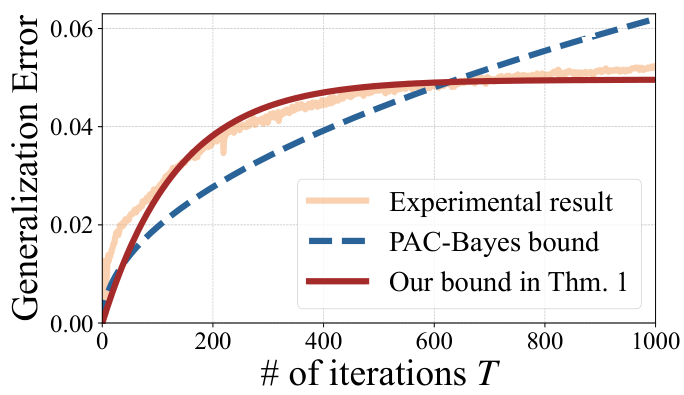 Generalization Error
0.06
0.04
0.02
0.00
0
200
400
600
800
1000
# of iterations T
Experimental result
PAC-Bayes bound
Our bound in Thm. 1